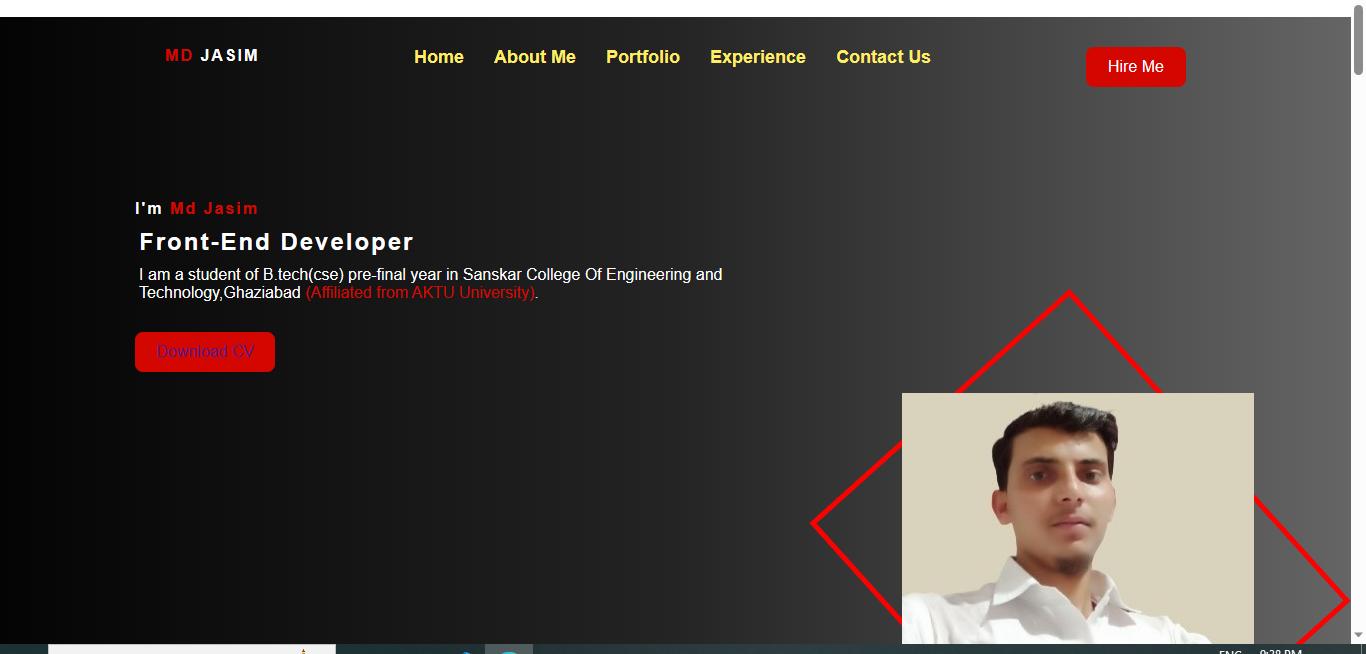 MD JASIM
Home About Me Portfolio Experience Contact Us
Hire Me
I'm Md Jasim
Front-End Developer
I am a student of B.tech(cse) pre-final year in Sanskar College Of Engineering and
Technology,Ghaziabad (Affiliated from AKTU University).
Download CV
ENG 9:28 PM